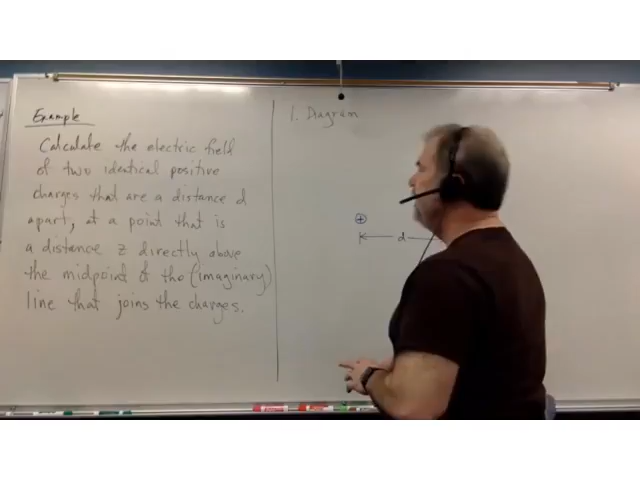 Example
Calculate the electric field
of two identical positive
charges that are a distance d
apart, at a point that is
a distance z directly above
the midpoint of the (imaginary)
line that joins the charges.
1. Diagram
+
d